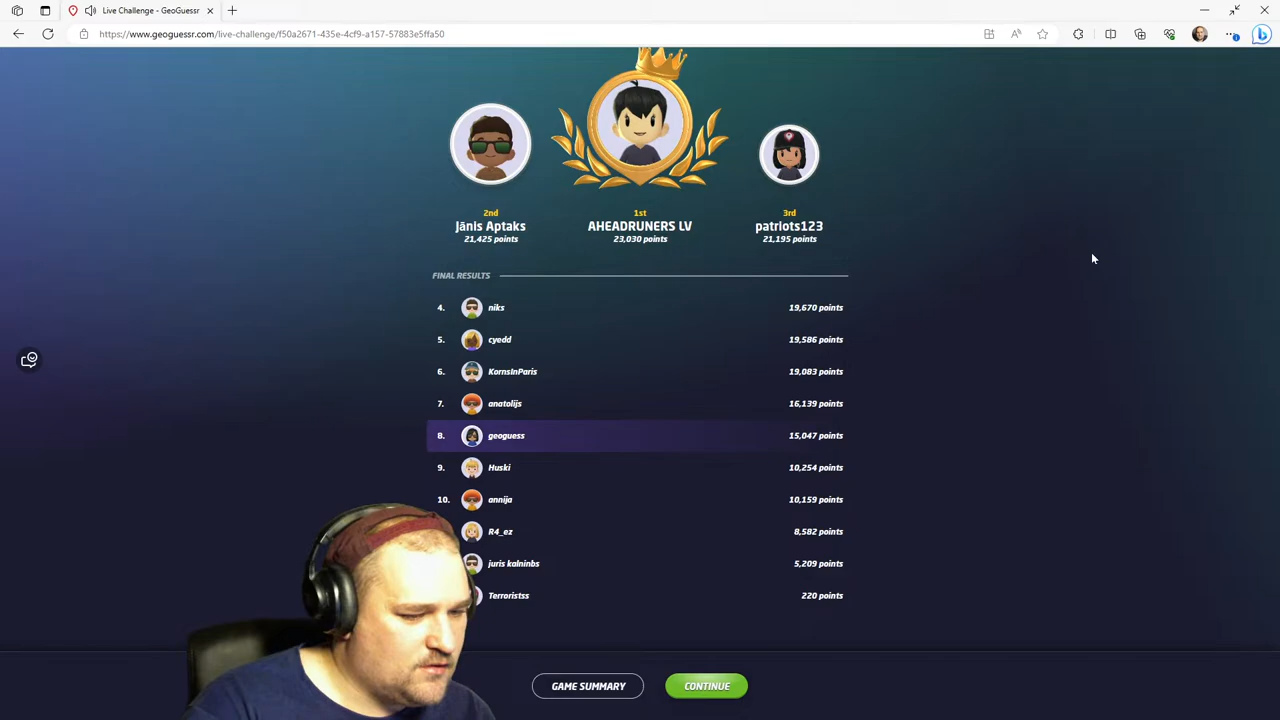 Live Challenge - GeoGuessr
https://www.geoguessr.com/live-challenge/f50a2671-435e-4cf9-a157-57883e5ffa50
2nd
Jānis Aptaks
21,425 points
1st
AHEADRUNERS LV
23,030 points
3rd
patriots123
21,195 points
FINAL RESULTS
4. niks 19,670 points
5. cyedd 19,586 points
6. KornsInParis 19,083 points
7. anatolijs 16,139 points
8. geoguess 15,047 points
9. Huski 10,254 points
10. annija 10,159 points
R4_ez 8,582 points
juris kalninbs 5,209 points
Terroristss 220 points
GAME SUMMARY
CONTINUE